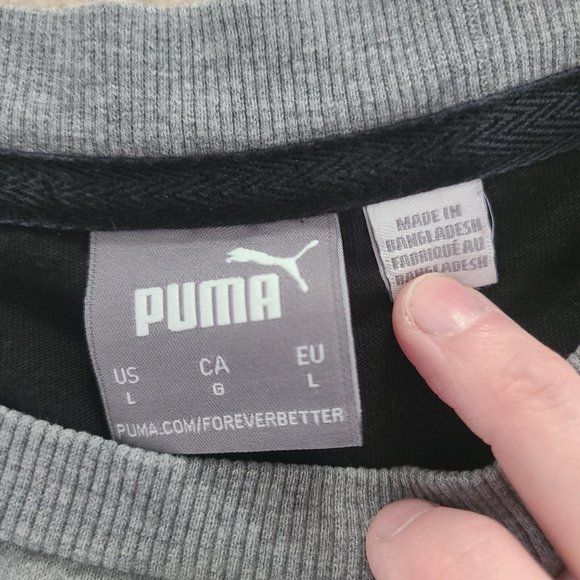 PUMA
US CA EU
L G L
PUMA.COM/FOREVERBETTER
MADE IN
BANGLADESH
FABRIQUÉ AU
BANGLADESH